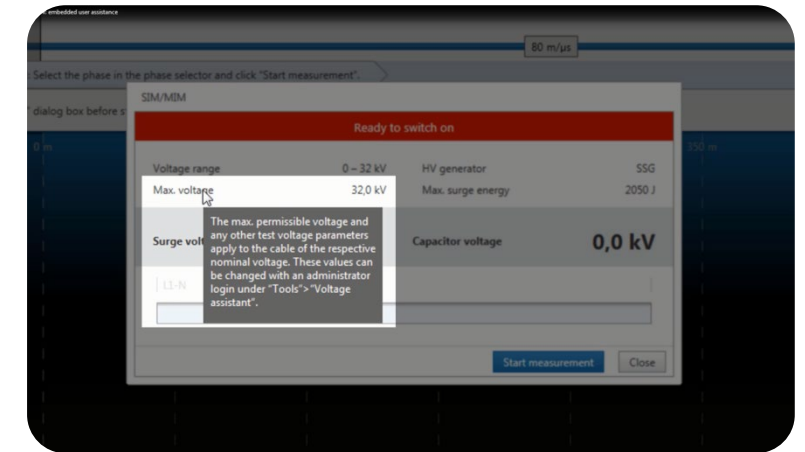 embedded user assistance
80 m/µs
: Select the phase in the phase selector and click "Start measurement".
" dialog box before s
SIM/MIM
Ready to switch on
0 m
350 m
Voltage range 0 – 32 kV HV generator SSG
Max. voltage 32,0 kV Max. surge energy 2050 J
The max. permissible voltage and
any other test voltage parameters
apply to the cable of the respective
nominal voltage. These values can
be changed with an administrator
login under "Tools">"Voltage
assistant".
Surge volt Capacitor voltage 0,0 kV
L1-N
Start measurement Close